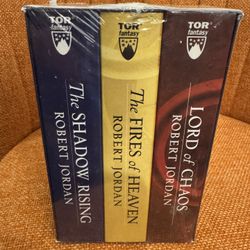 TOR
fantasy
The SHADOW RISING
ROBERT JORDAN
TOR
fantasy
The FIRES of HEAVEN
ROBERT JORDAN
TOR
fantasy
LORD of CHAOS
ROBERT JORDAN